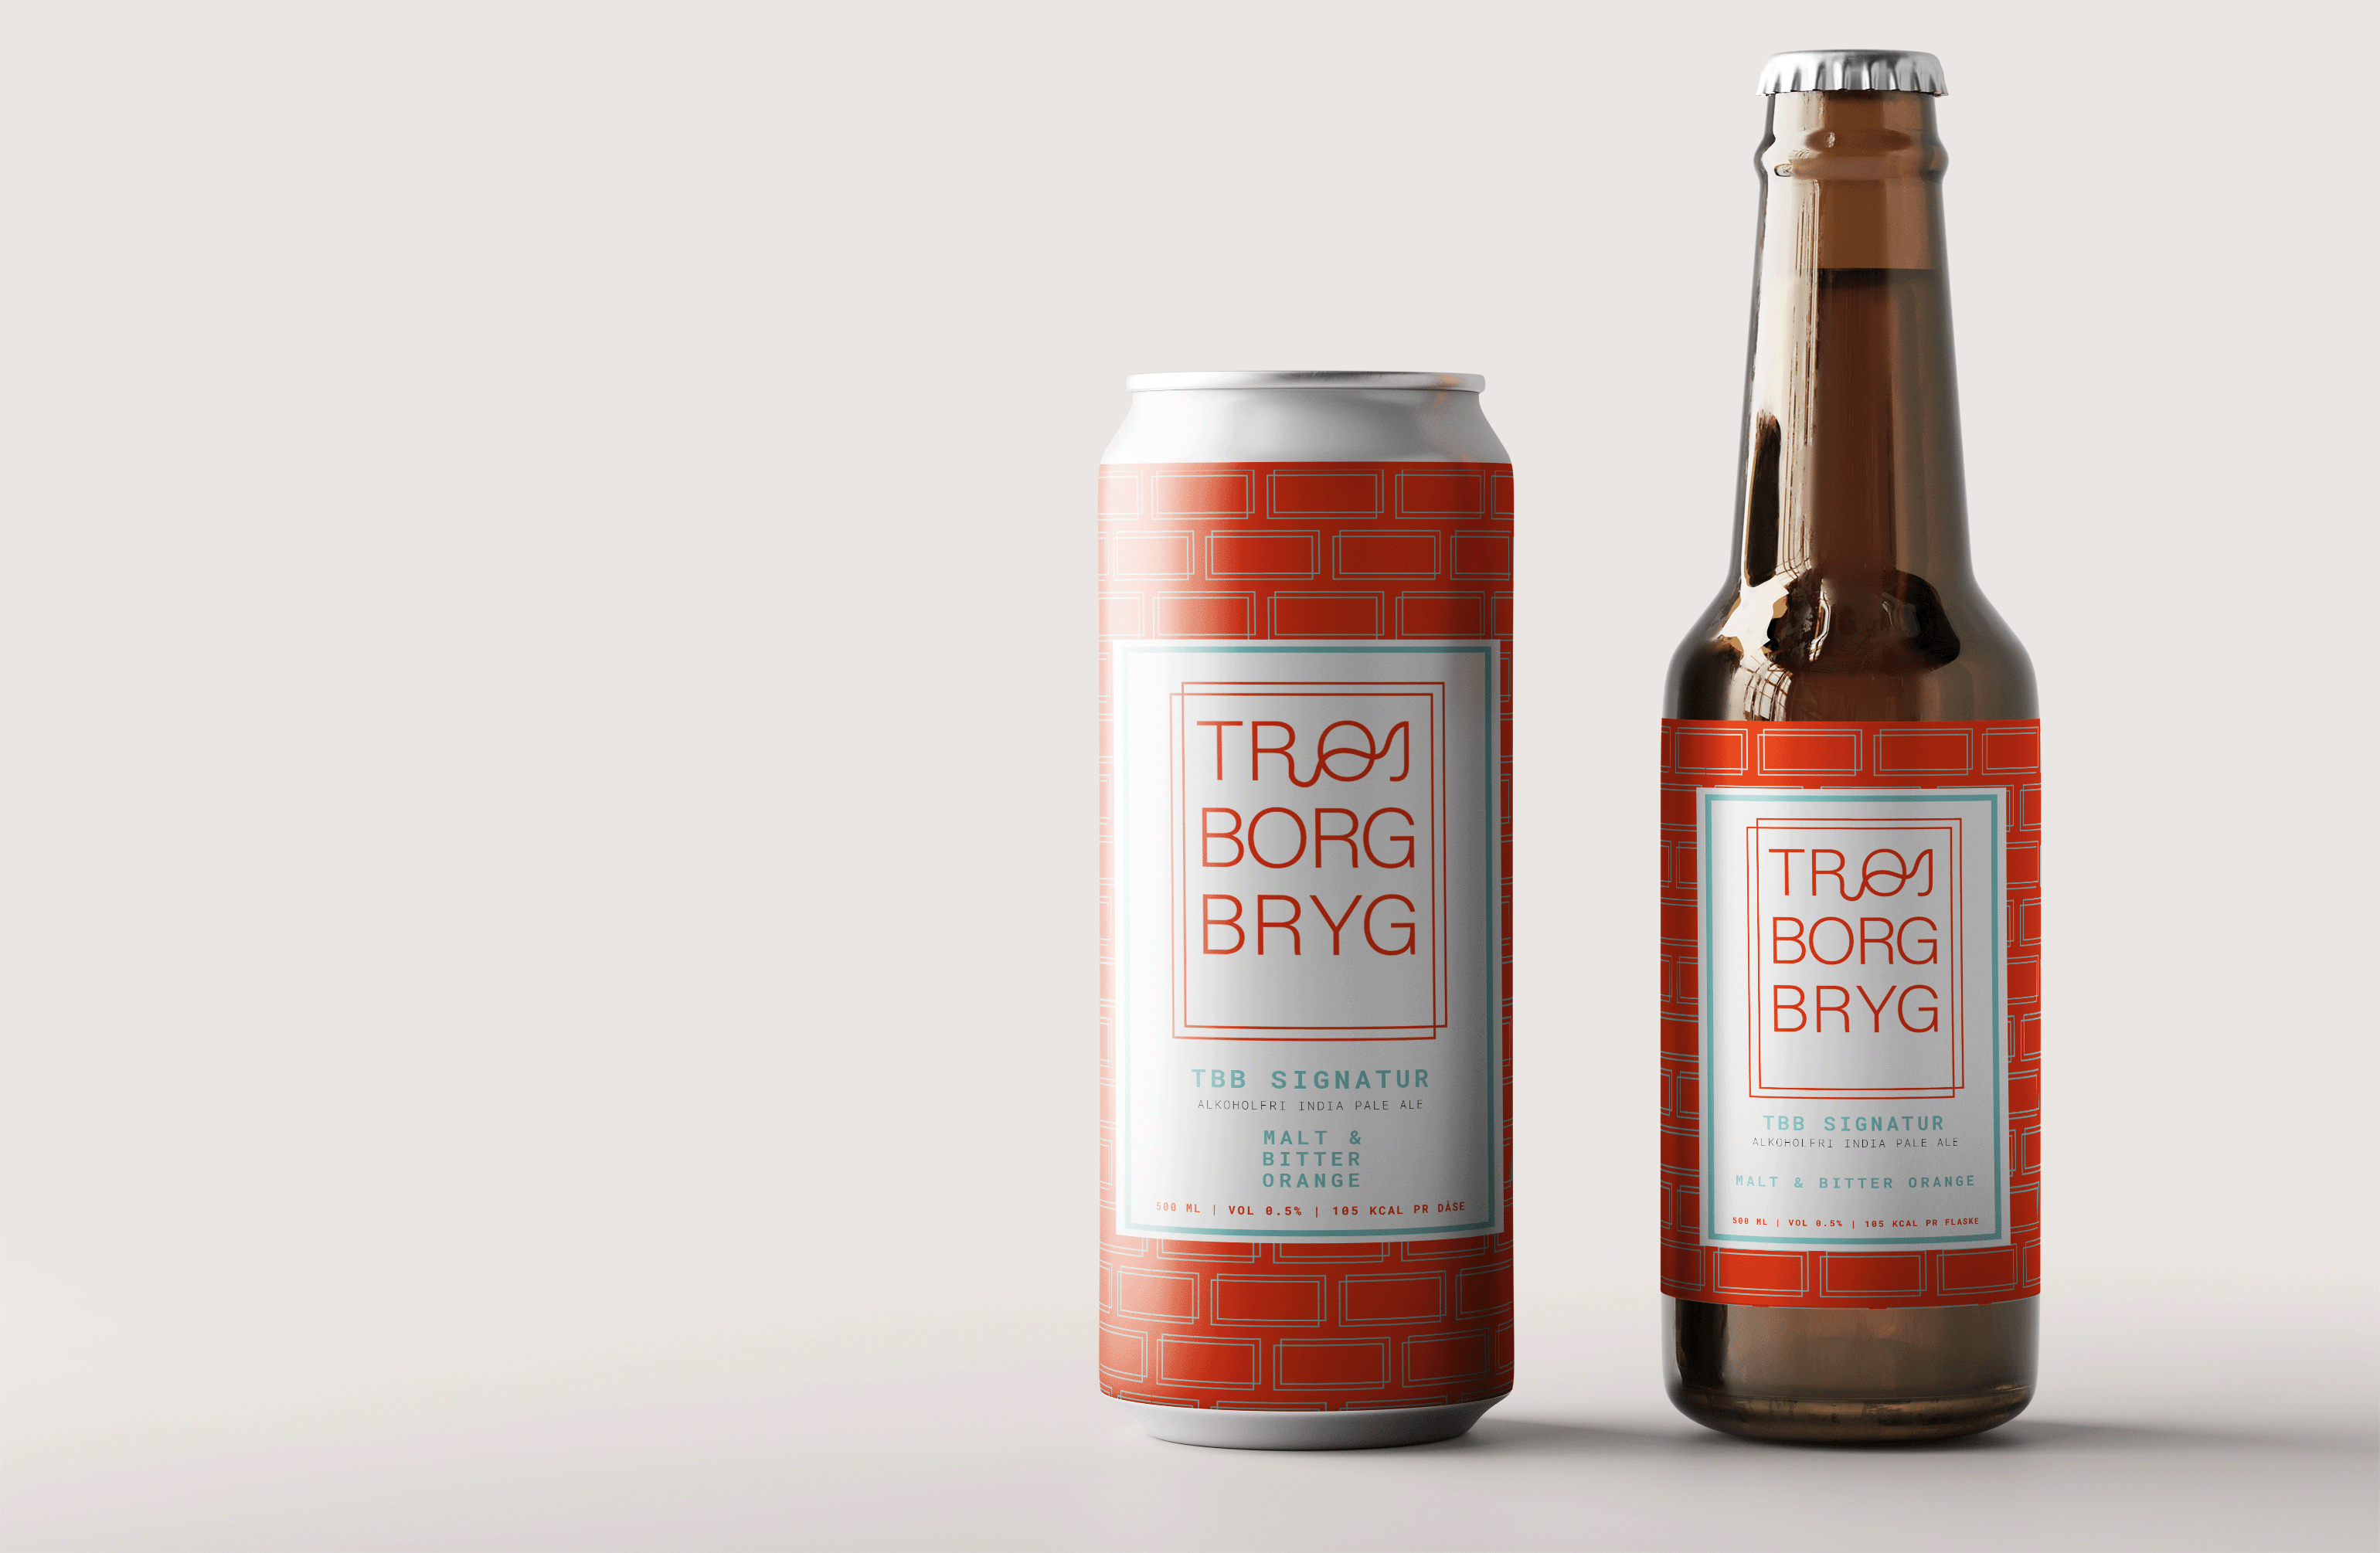 TRØJ
BORG
BRYG
TBB SIGNATUR
ALKOHOLFRI INDIA PALE ALE
MALT &
BITTER
ORANGE
500 ML | VOL 0.5% | 105 KCAL PR DÅSE
TRØJ
BORG
BRYG
TBB SIGNATUR
ALKOHOLFRI INDIA PALE ALE
MALT & BITTER ORANGE
500 ML | VOL 0.5% | 105 KCAL PR FLASKE